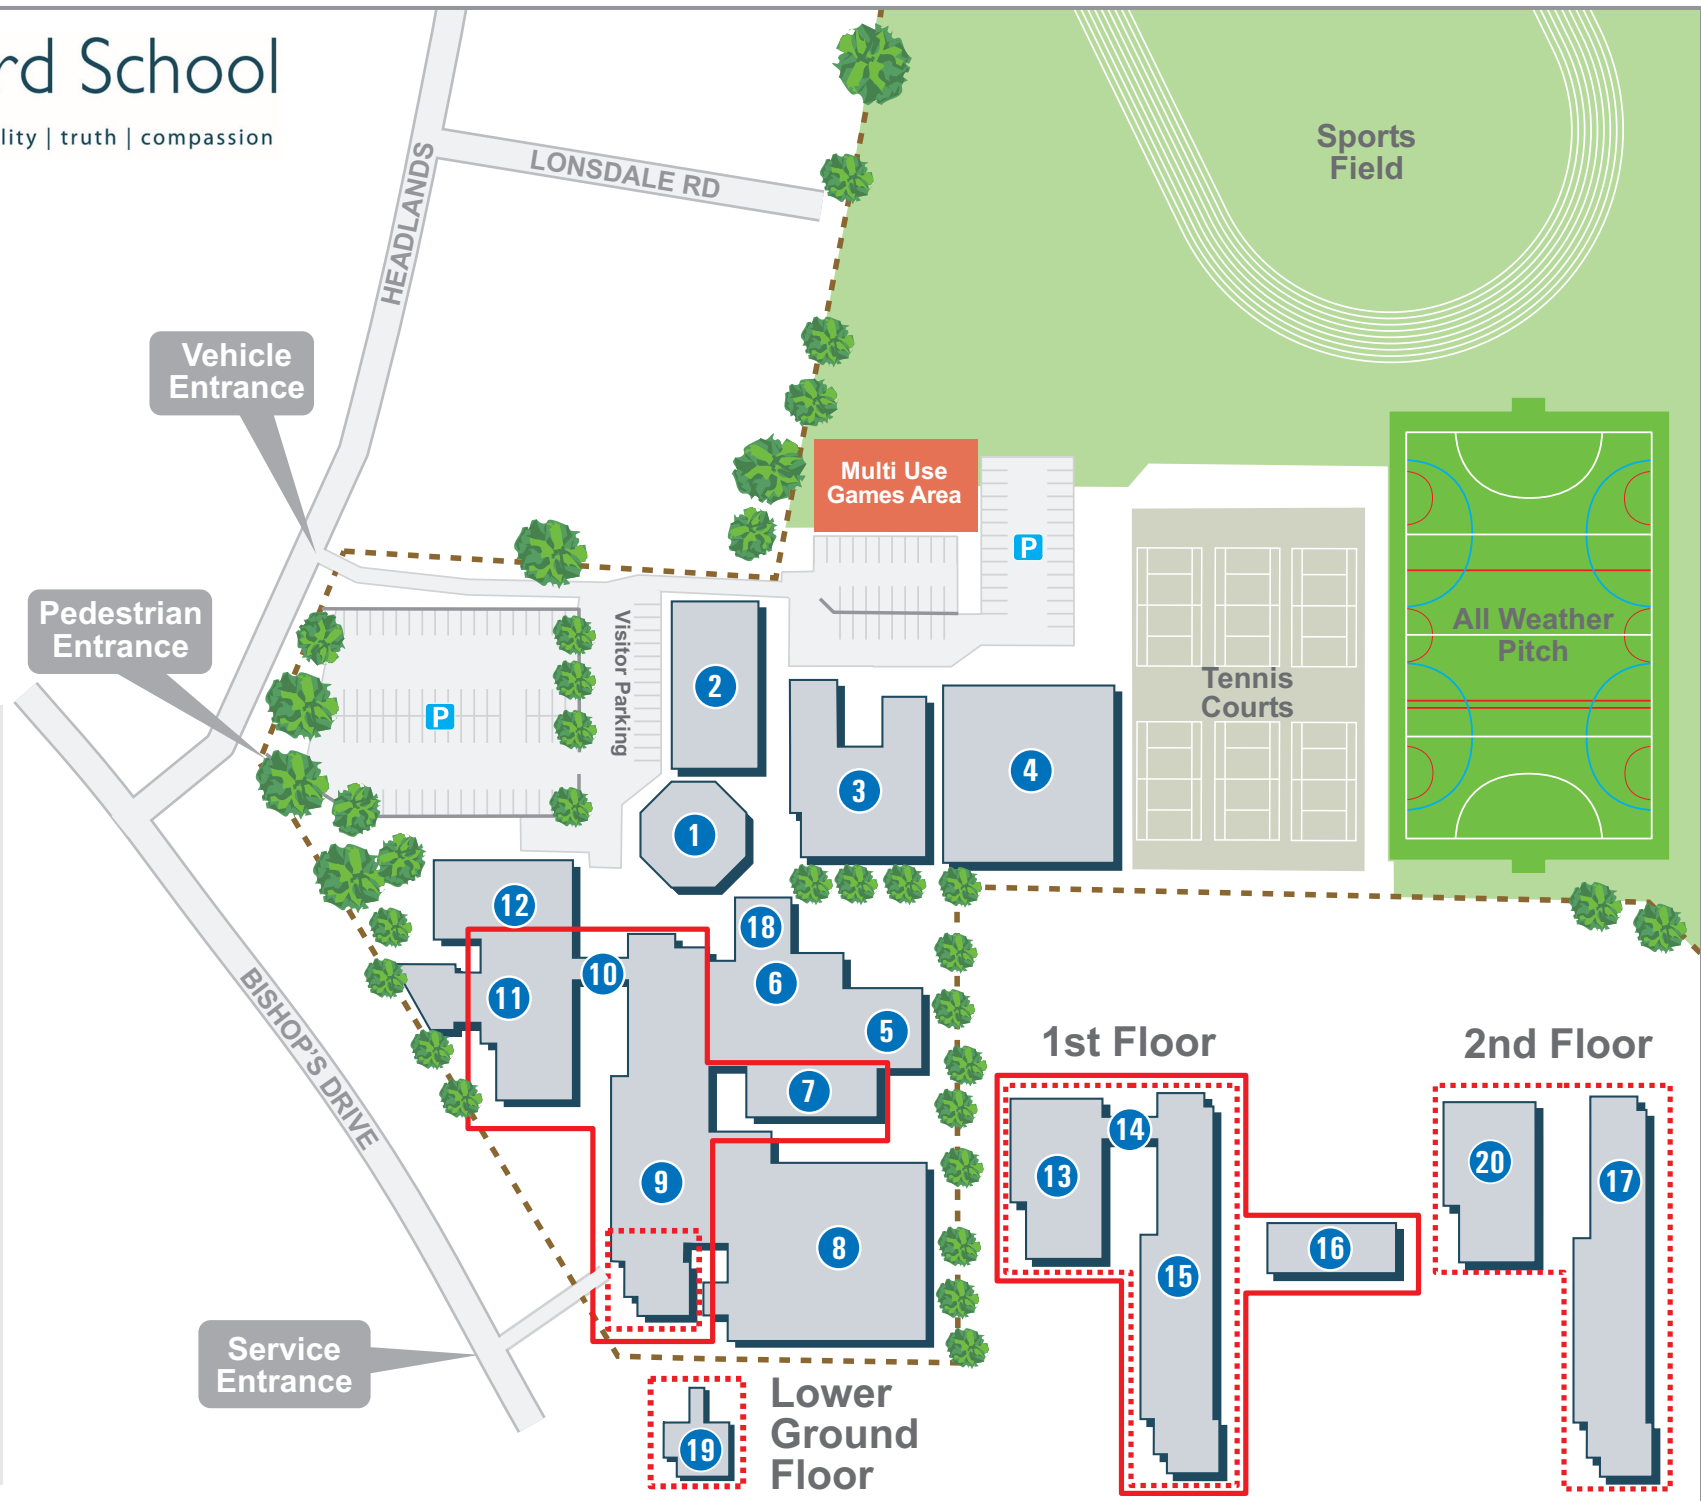 rd School
lity | truth | compassion
HEADLANDS
LONSDALE RD
Sports
Field
Vehicle
Entrance
Multi Use
Games Area
P
Pedestrian
Entrance
Visitor Parking
P
All Weather
Pitch
Tennis
Courts
2
3
4
1
12
18
10
6
11
5
7
9
8
BISHOP'S DRIVE
1st Floor
2nd Floor
14
13
15
16
20
17
Service
Entrance
Lower
Ground
Floor
19